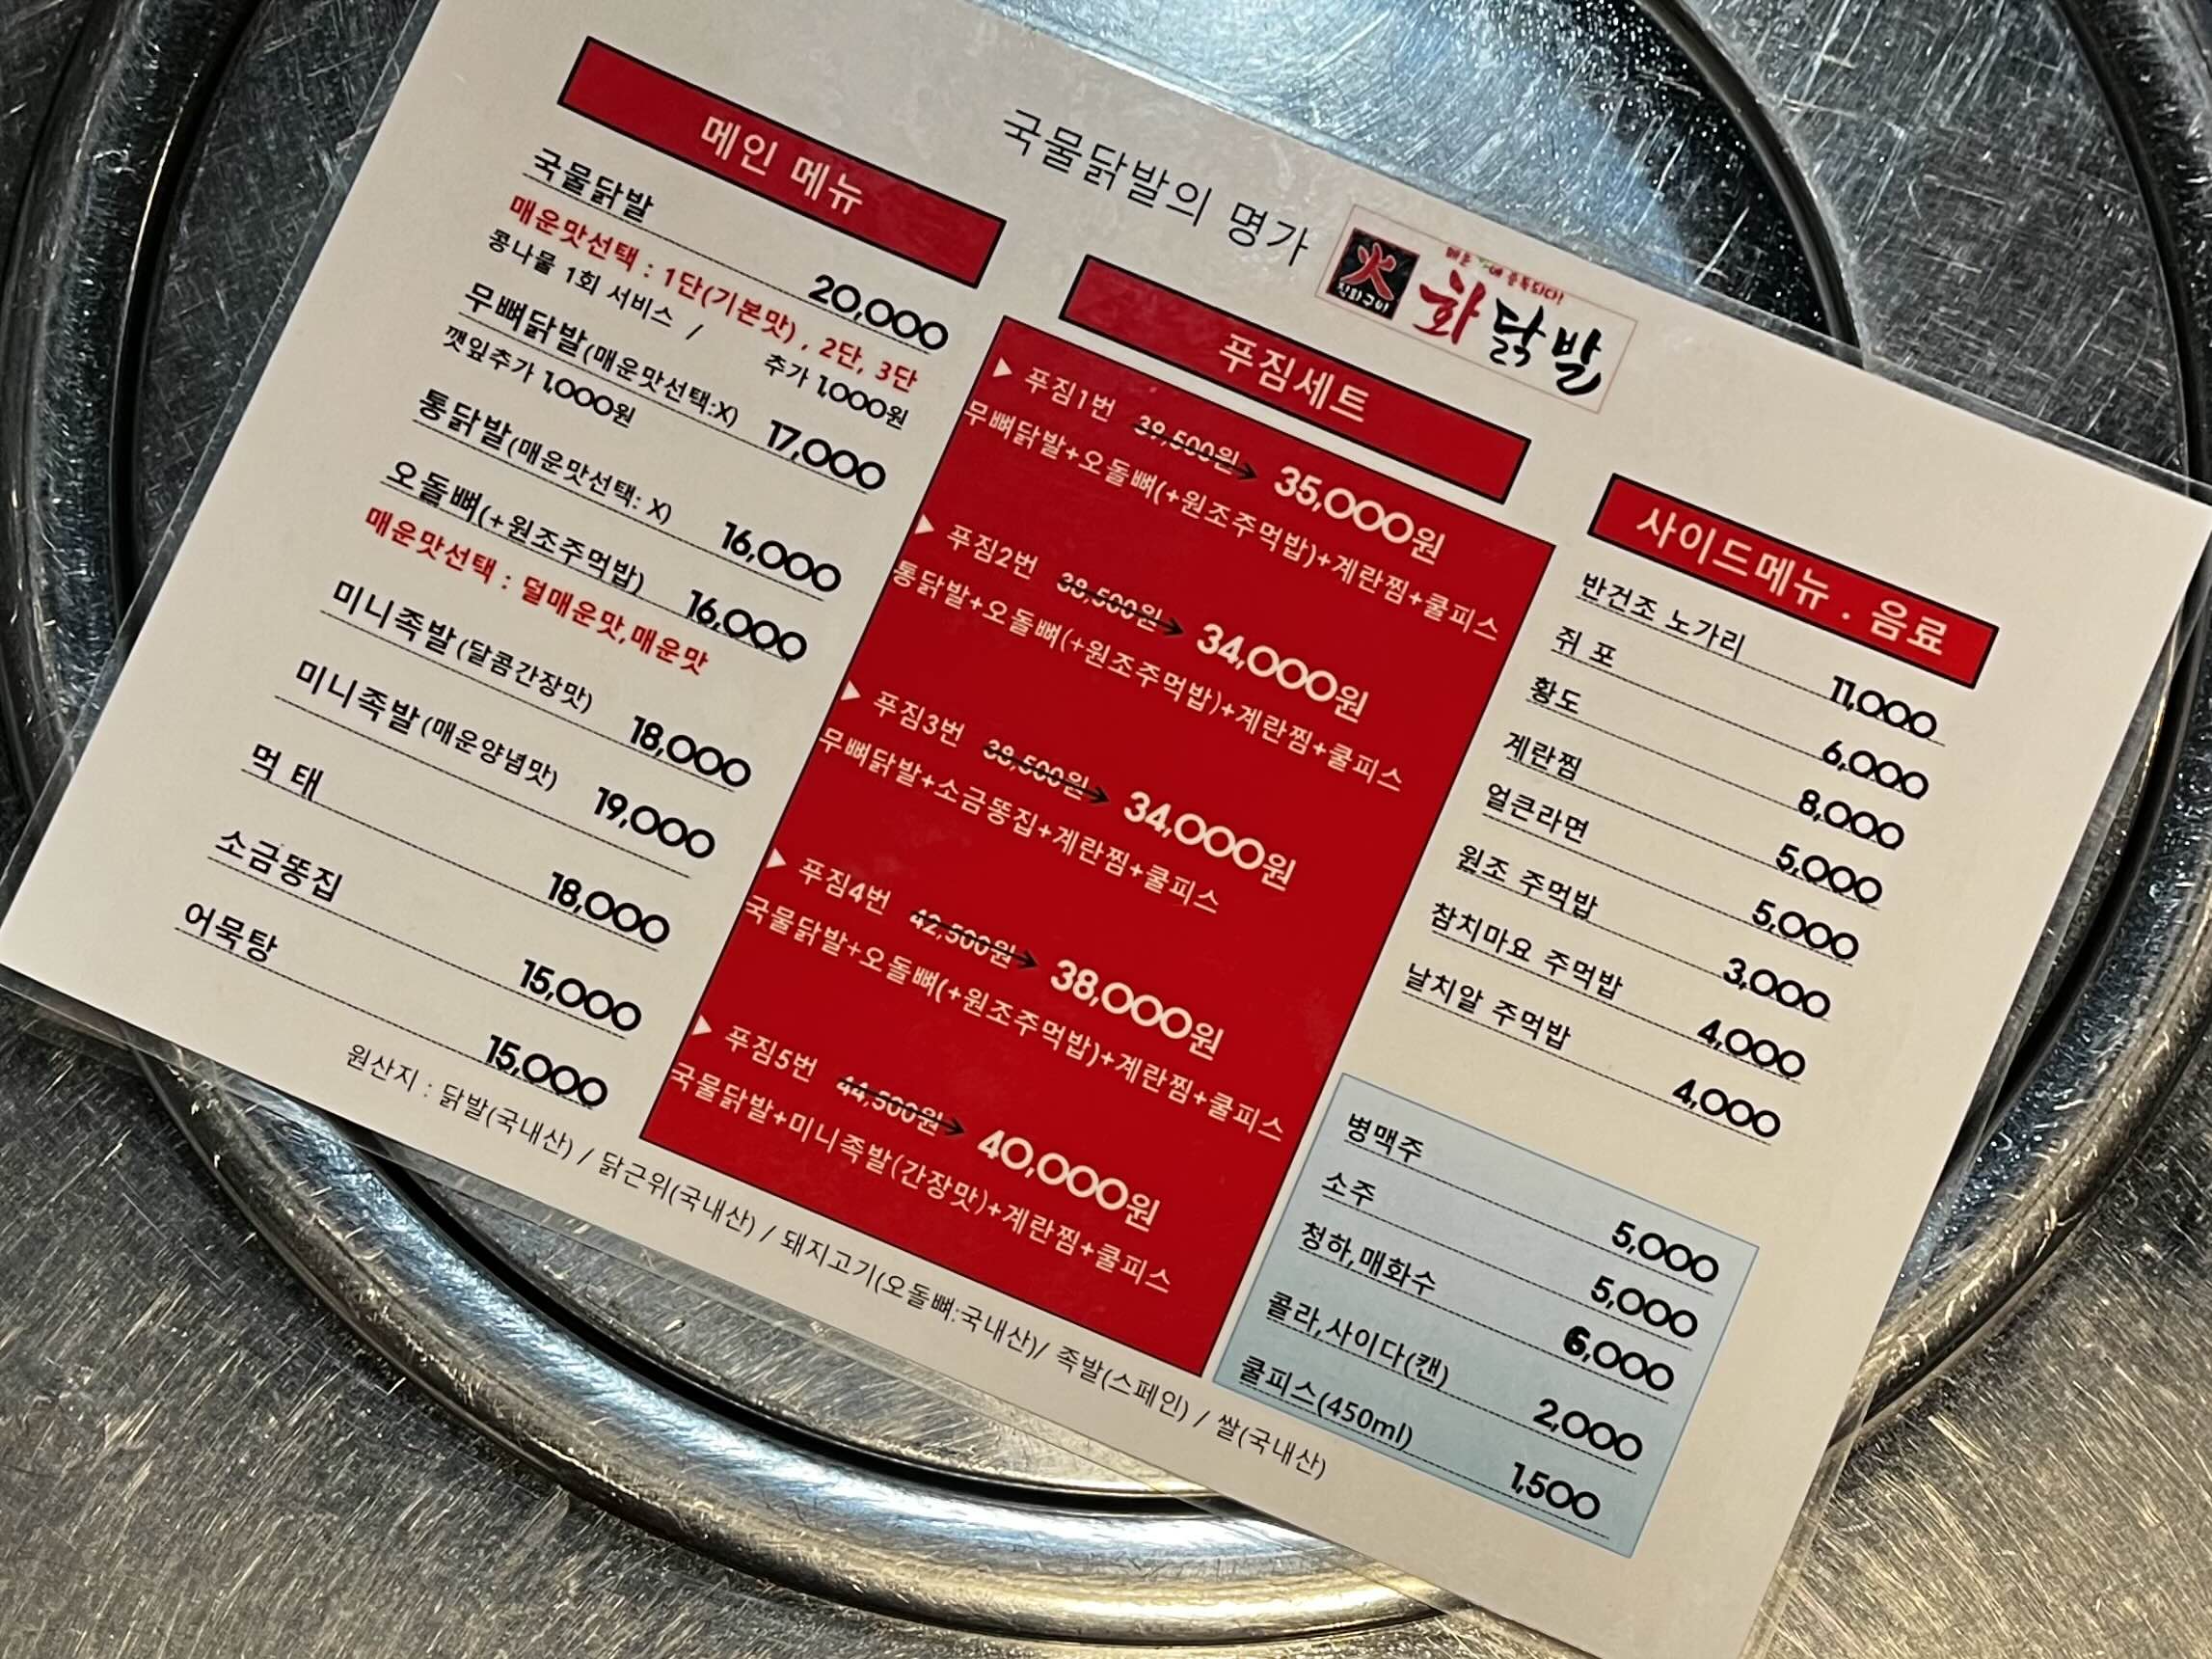 국물닭발의 명가
火
직화구이
화닭발
메인 메뉴
국물닭발 20,000
매운맛선택 : 1단(기본맛) , 2단, 3단
콩나물 1회 서비스 / 추가 1,000원
무뼈닭발(매운맛선택:X) 17,000
깻잎추가 1,000원
통닭발(매운맛선택: X) 16,000
오돌뼈(+원조주먹밥) 16,000
매운맛선택 : 덜매운맛,매운맛
미니족발(달콤간장맛) 18,000
미니족발(매운양념맛) 19,000
먹 태 18,000
소금똥집 15,000
어묵탕 15,000
푸짐세트
▶ 푸짐1번 39,500원→ 35,000원
무뼈닭발+오돌뼈(+원조주먹밥)+계란찜+쿨피스
▶ 푸짐2번 38,500원→ 34,000원
통닭발+오돌뼈(+원조주먹밥)+계란찜+쿨피스
▶ 푸짐3번 38,500원→ 34,000원
무뼈닭발+소금똥집+계란찜+쿨피스
▶ 푸짐4번 42,500원→ 38,000원
국물닭발+오돌뼈(+원조주먹밥)+계란찜+쿨피스
▶ 푸짐5번 44,500원→ 40,000원
국물닭발+미니족발(간장맛)+계란찜+쿨피스
사이드메뉴 . 음료
반건조 노가리 11,000
쥐 포 6,000
황도 8,000
계란찜 5,000
얼큰라면 5,000
원조 주먹밥 3,000
참치마요 주먹밥 4,000
날치알 주먹밥 4,000
병맥주 5,000
소주 5,000
청하,매화수 6,000
콜라,사이다(캔) 2,000
쿨피스(450ml) 1,500
원산지 : 닭발(국내산) / 닭근위(국내산) / 돼지고기(오돌뼈:국내산)/ 족발(스페인) / 쌀(국내산)